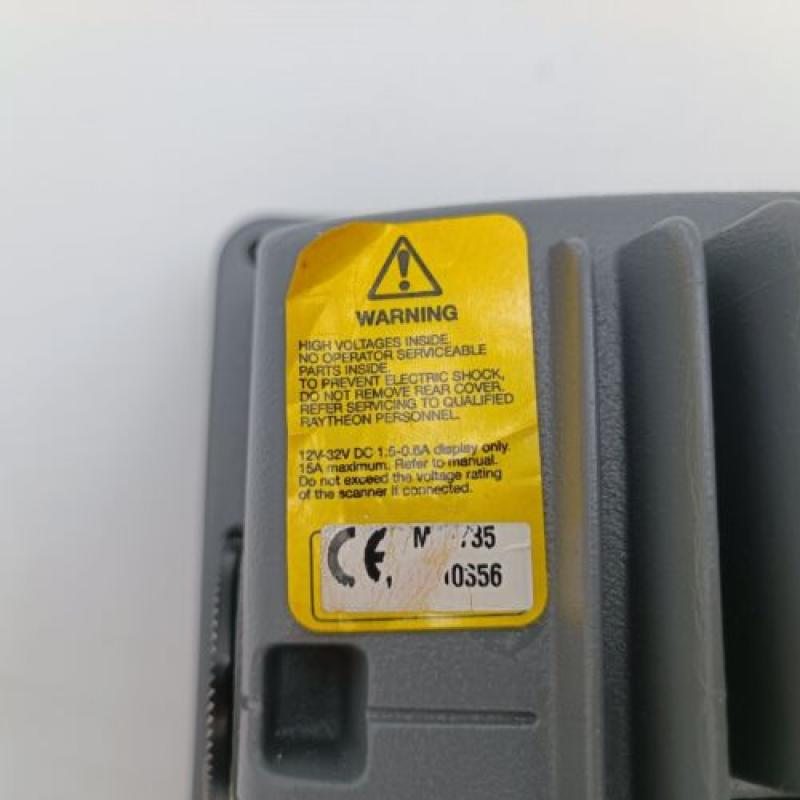 WARNING
HIGH VOLTAGES INSIDE.
NO OPERATOR SERVICEABLE
PARTS INSIDE.
TO PREVENT ELECTRIC SHOCK,
DO NOT REMOVE REAR COVER.
REFER SERVICING TO QUALIFIED
RAYTHEON PERSONNEL.
12V-32V DC 1.5-0.6A display only.
15A maximum. Refer to manual.
Do not exceed the voltage rating
of the scanner if connected.
CE